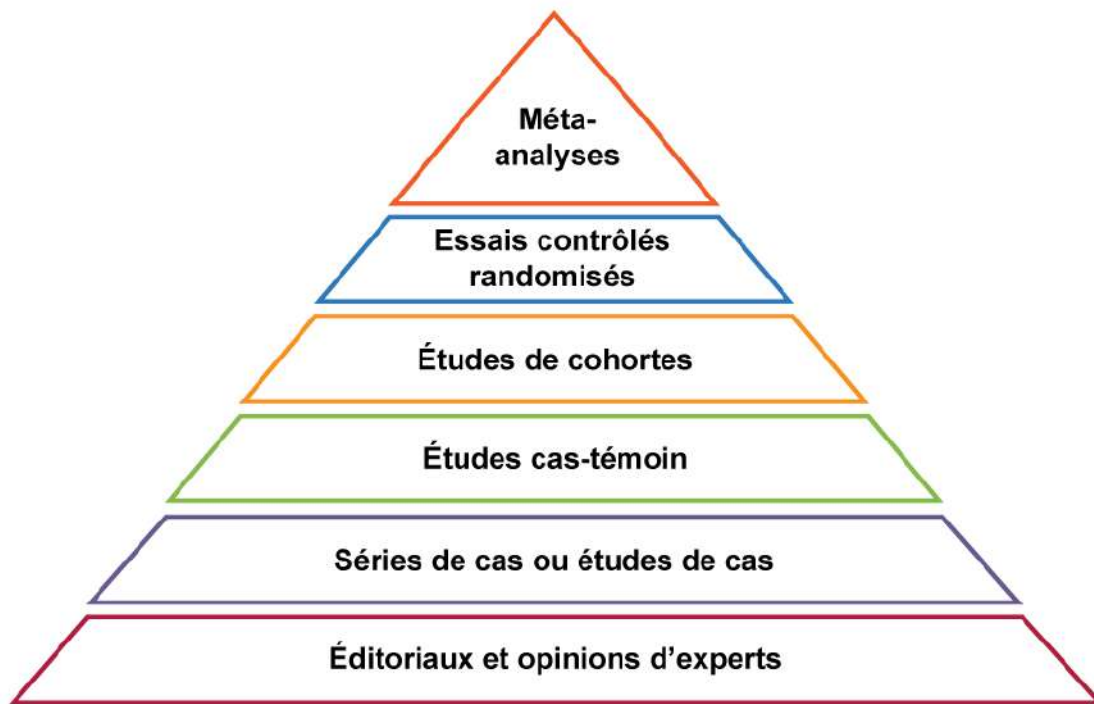 Méta-
analyses
Essais contrôlés
randomisés
Études de cohortes
Études cas-témoin
Séries de cas ou études de cas
Éditoriaux et opinions d’experts